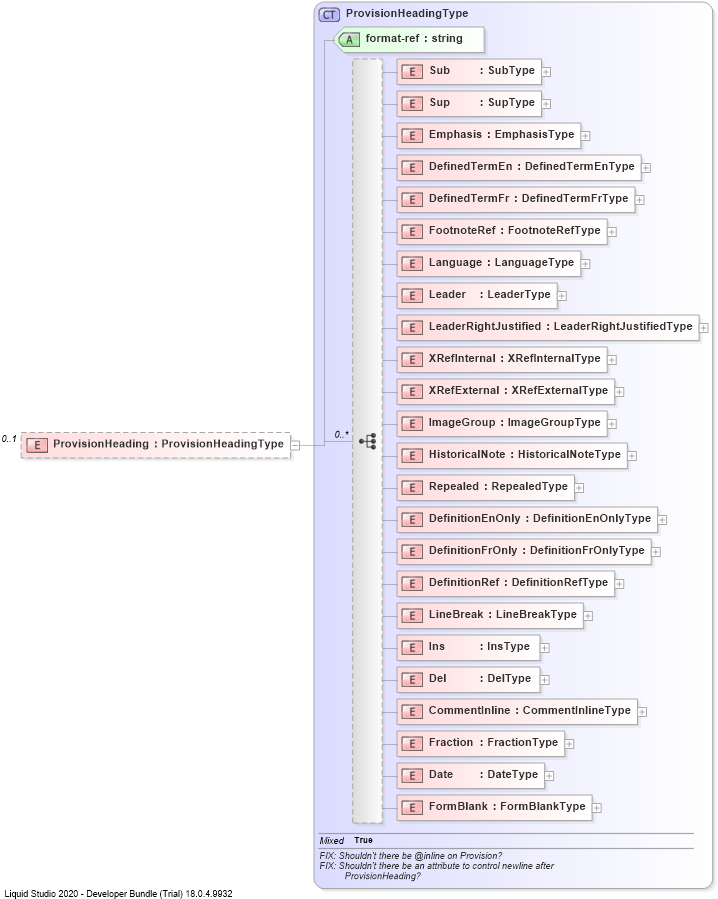 CT ProvisionHeadingType
A format-ref : string
E Sub : SubType
E Sup : SupType
E Emphasis : EmphasisType
E DefinedTermEn : DefinedTermEnType
E DefinedTermFr : DefinedTermFrType
E FootnoteRef : FootnoteRefType
E Language : LanguageType
E Leader : LeaderType
E LeaderRightJustified : LeaderRightJustifiedType
E XRefInternal : XRefInternalType
E XRefExternal : XRefExternalType
E ImageGroup : ImageGroupType
0..1
E ProvisionHeading : ProvisionHeadingType
0..*
E HistoricalNote : HistoricalNoteType
E Repealed : RepealedType
E DefinitionEnOnly : DefinitionEnOnlyType
E DefinitionFrOnly : DefinitionFrOnlyType
E DefinitionRef : DefinitionRefType
E LineBreak : LineBreakType
E Ins : InsType
E Del : DelType
E CommentInline : CommentInlineType
E Fraction : FractionType
E Date : DateType
E FormBlank : FormBlankType
Mixed True
FIX: Shouldn't there be @inline on Provision?
FIX: Shouldn't there be an attribute to control newline after
ProvisionHeading?
Liquid Studio 2020 - Developer Bundle (Trial) 18.0.4.9932